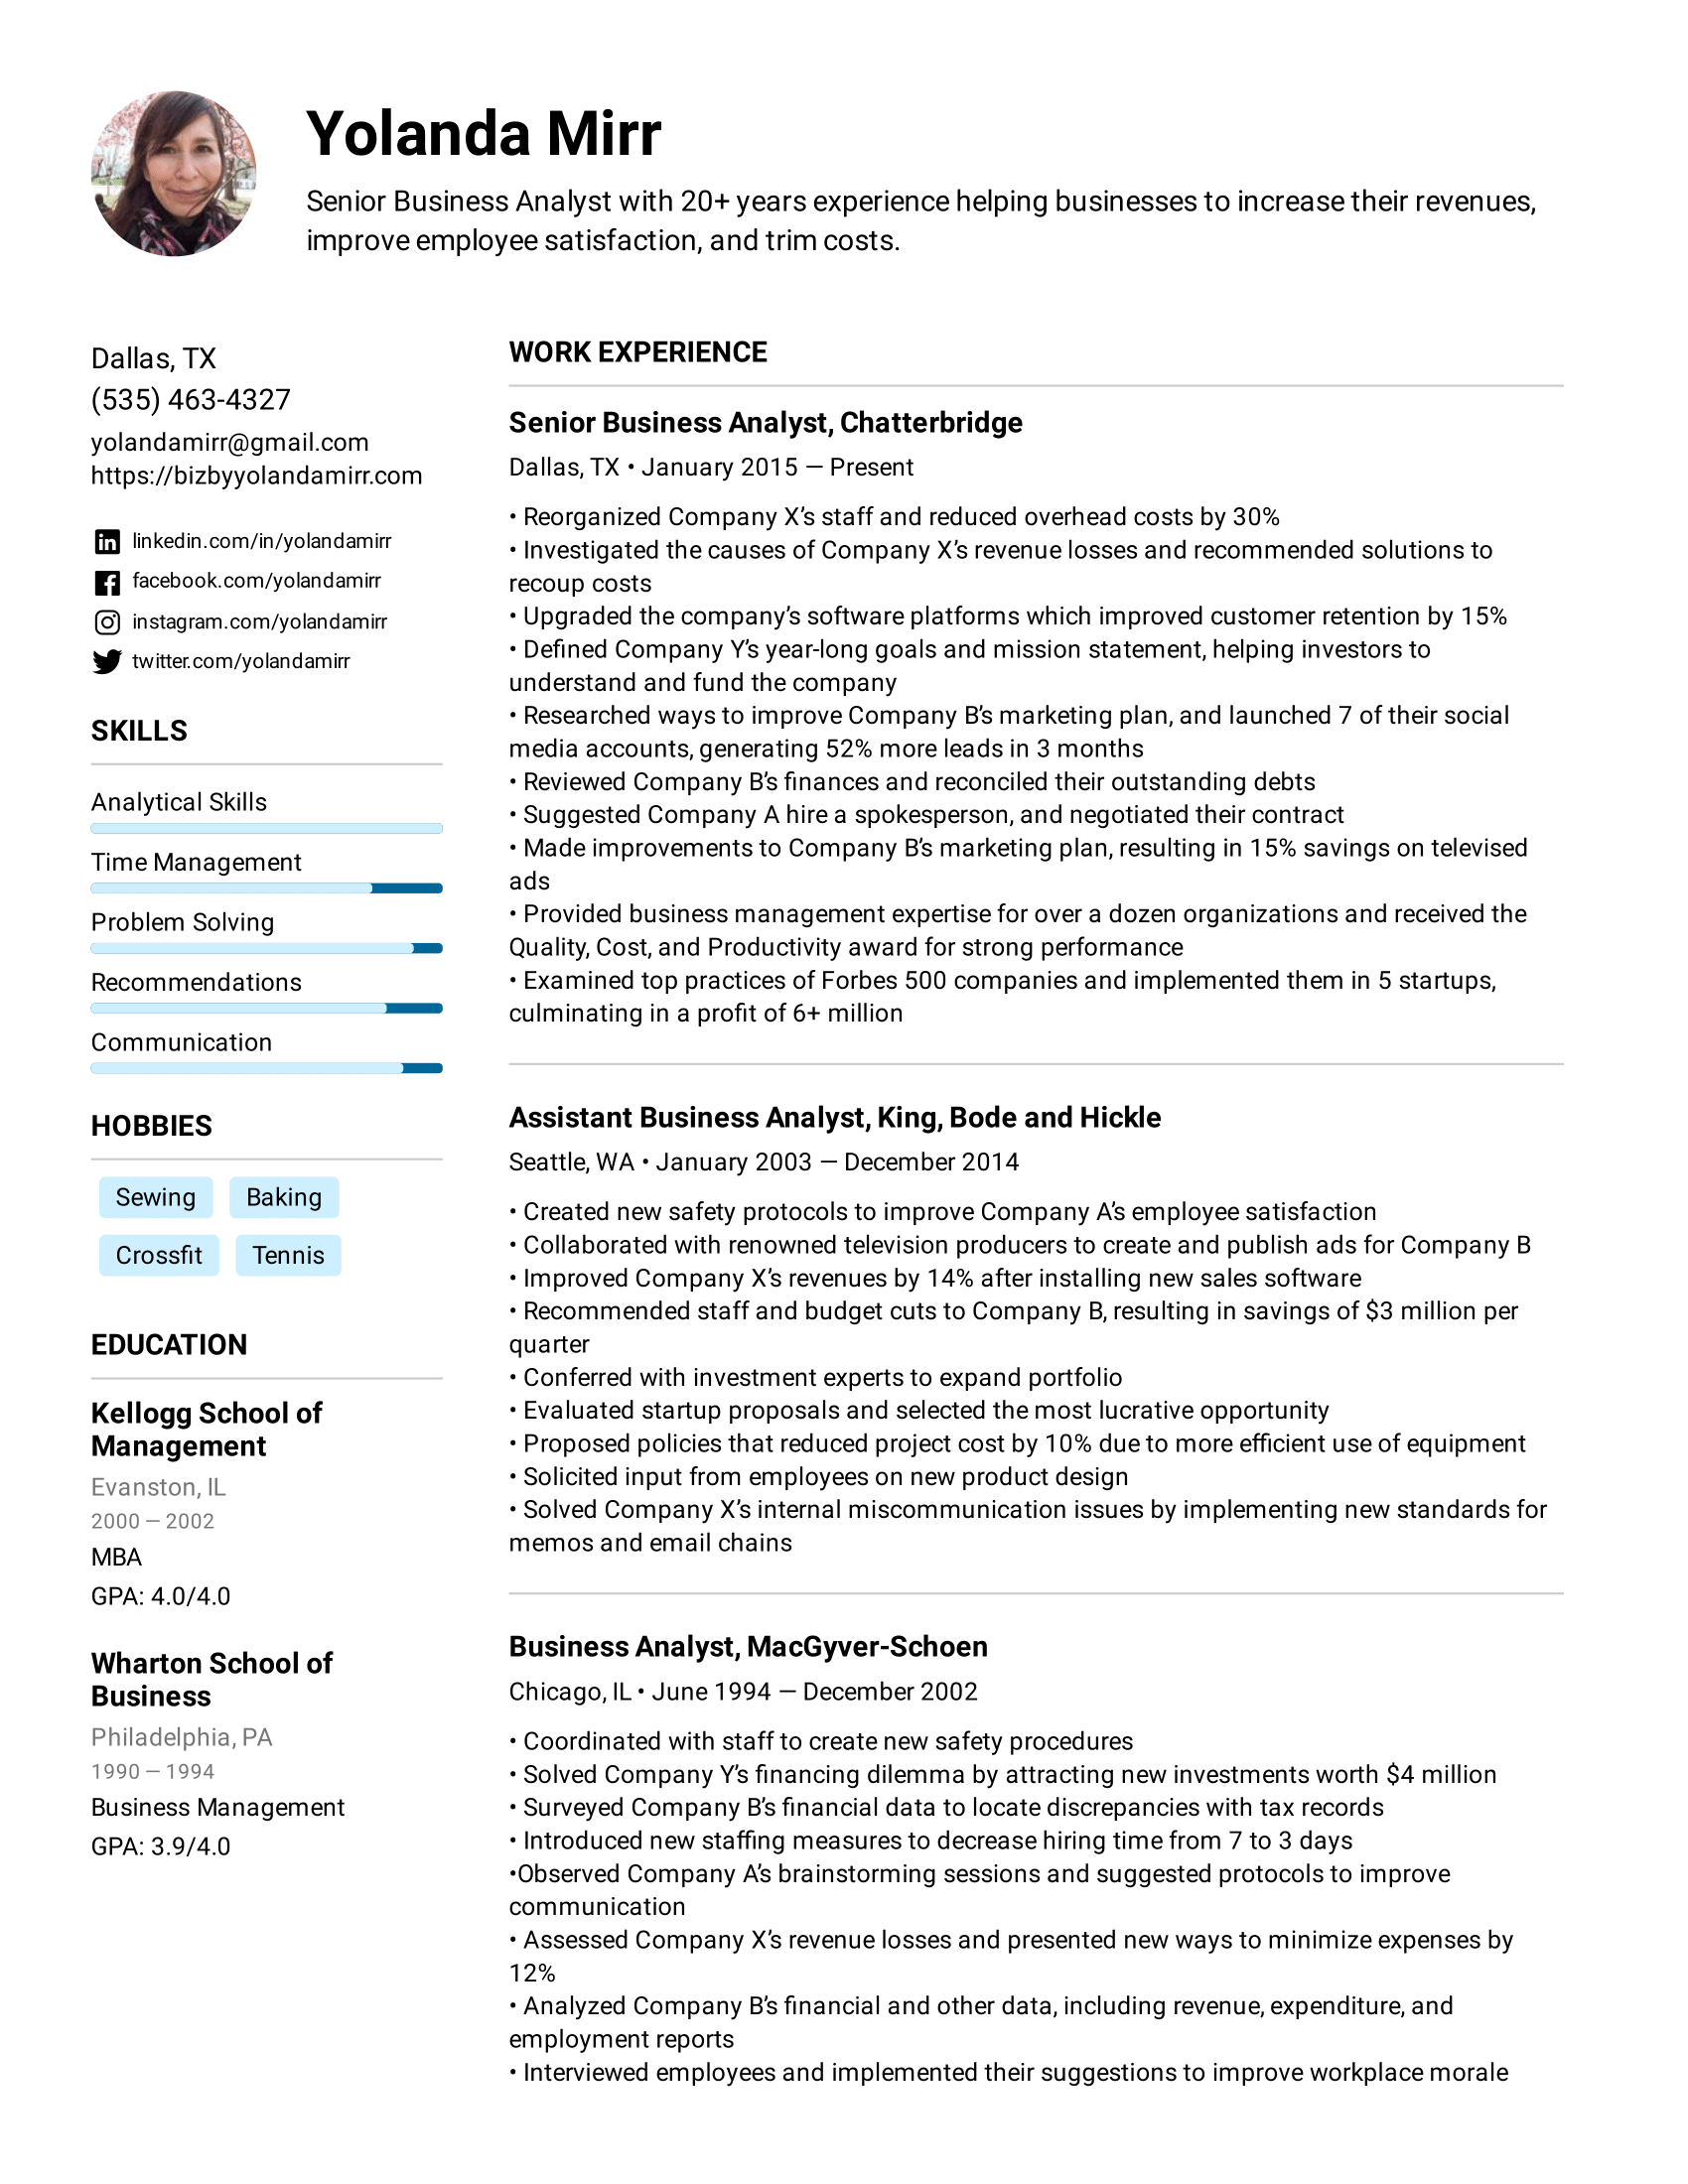 Yolanda Mirr
Senior Business Analyst with 20+ years experience helping businesses to increase their revenues,
improve employee satisfaction, and trim costs.
Dallas, TX
(535) 463-4327
yolandamirr@gmail.com
https://bizbyyolandamirr.com
linkedin.com/in/yolandamirr
facebook.com/yolandamirr
instagram.com/yolandamirr
twitter.com/yolandamirr
SKILLS
Analytical Skills
Time Management
Problem Solving
Recommendations
Communication
HOBBIES
Sewing Baking
Crossfit Tennis
EDUCATION
Kellogg School of
Management
Evanston, IL
2000 — 2002
MBA
GPA: 4.0/4.0
Wharton School of
Business
Philadelphia, PA
1990 — 1994
Business Management
GPA: 3.9/4.0
WORK EXPERIENCE
Senior Business Analyst, Chatterbridge
Dallas, TX • January 2015 — Present
• Reorganized Company X’s staff and reduced overhead costs by 30%
• Investigated the causes of Company X’s revenue losses and recommended solutions to
recoup costs
• Upgraded the company’s software platforms which improved customer retention by 15%
• Defined Company Y’s year-long goals and mission statement, helping investors to
understand and fund the company
• Researched ways to improve Company B’s marketing plan, and launched 7 of their social
media accounts, generating 52% more leads in 3 months
• Reviewed Company B’s finances and reconciled their outstanding debts
• Suggested Company A hire a spokesperson, and negotiated their contract
• Made improvements to Company B’s marketing plan, resulting in 15% savings on televised
ads
• Provided business management expertise for over a dozen organizations and received the
Quality, Cost, and Productivity award for strong performance
• Examined top practices of Forbes 500 companies and implemented them in 5 startups,
culminating in a profit of 6+ million
Assistant Business Analyst, King, Bode and Hickle
Seattle, WA • January 2003 — December 2014
• Created new safety protocols to improve Company A’s employee satisfaction
• Collaborated with renowned television producers to create and publish ads for Company B
• Improved Company X’s revenues by 14% after installing new sales software
• Recommended staff and budget cuts to Company B, resulting in savings of $3 million per
quarter
• Conferred with investment experts to expand portfolio
• Evaluated startup proposals and selected the most lucrative opportunity
• Proposed policies that reduced project cost by 10% due to more efficient use of equipment
• Solicited input from employees on new product design
• Solved Company X’s internal miscommunication issues by implementing new standards for
memos and email chains
Business Analyst, MacGyver-Schoen
Chicago, IL • June 1994 — December 2002
• Coordinated with staff to create new safety procedures
• Solved Company Y’s financing dilemma by attracting new investments worth $4 million
• Surveyed Company B’s financial data to locate discrepancies with tax records
• Introduced new staffing measures to decrease hiring time from 7 to 3 days
•Observed Company A’s brainstorming sessions and suggested protocols to improve
communication
• Assessed Company X’s revenue losses and presented new ways to minimize expenses by
12%
• Analyzed Company B’s financial and other data, including revenue, expenditure, and
employment reports
• Interviewed employees and implemented their suggestions to improve workplace morale